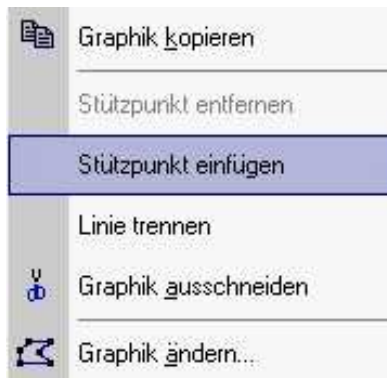 Graphik kopieren
Stützpunkt entfernen
Stützpunkt einfügen
Linie trennen
Graphik ausschneiden
Graphik ändern...